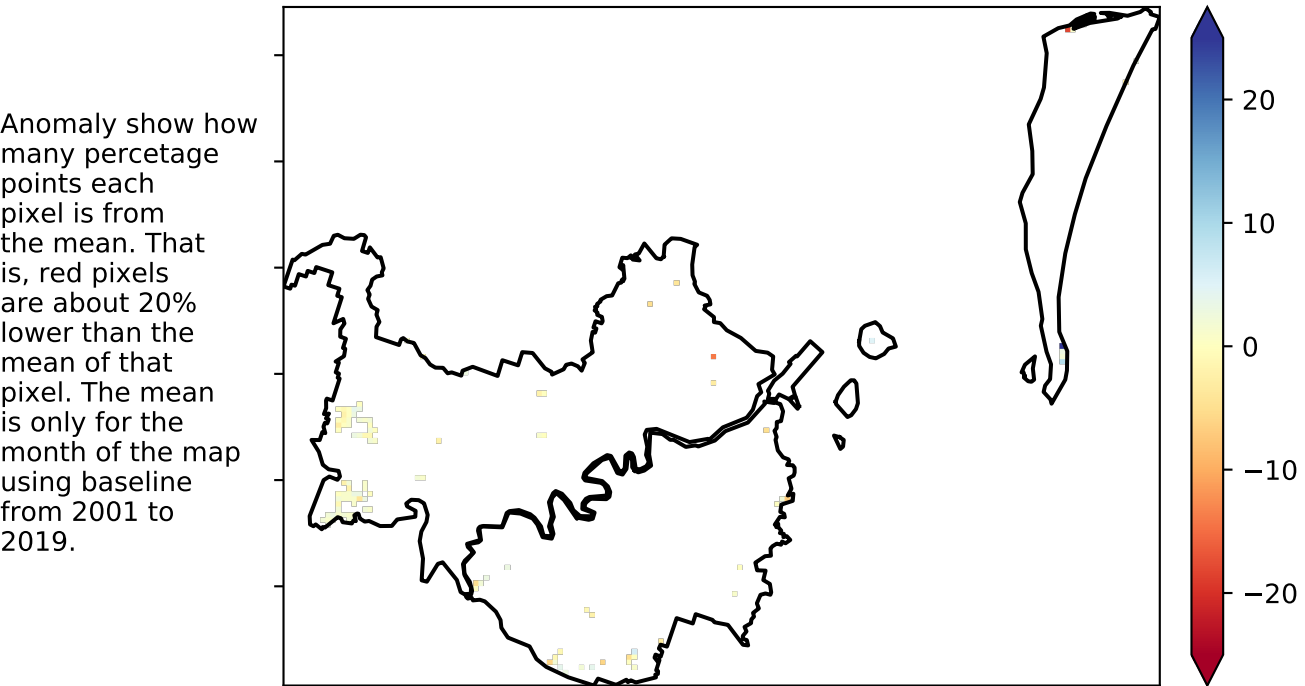 Anomaly show how
many percetage
points each
pixel is from
the mean. That
is, red pixels
are about 20%
lower than the
mean of that
pixel. The mean
is only for the
month of the map
using baseline
from 2001 to
2019.
20
10
0
−10
−20